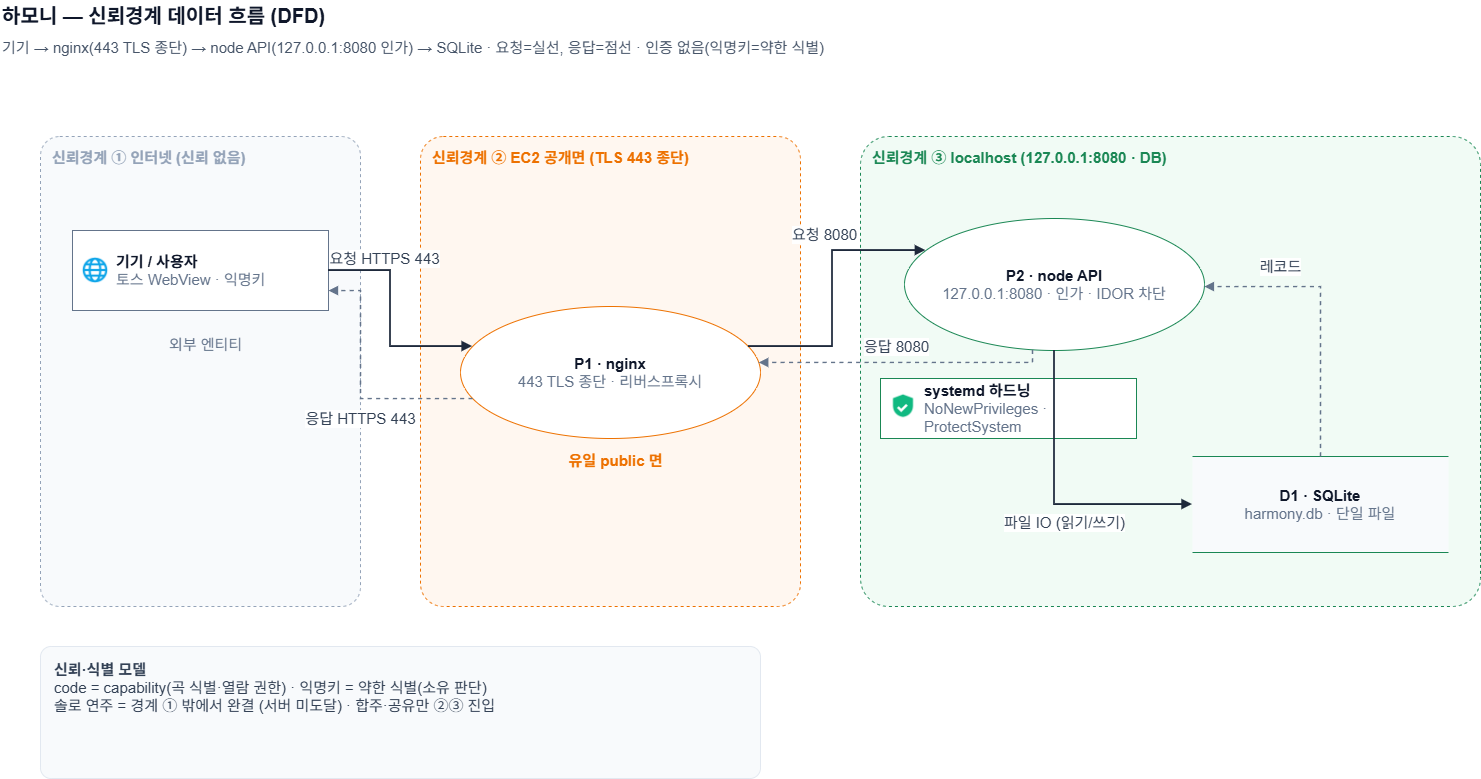 하모니 — 신뢰경계 데이터 흐름 (DFD)
기기 → nginx(443 TLS 종단) → node API(127.0.0.1:8080 인가) → SQLite · 요청=실선, 응답=점선 · 인증 없음(익명키=약한 식별)
신뢰경계 ① 인터넷 (신뢰 없음)
신뢰경계 ② EC2 공개면 (TLS 443 종단)
신뢰경계 ③ localhost (127.0.0.1:8080 · DB)
기기 / 사용자
토스 WebView · 익명키
외부 엔티티
요청 HTTPS 443
응답 HTTPS 443
P1 · nginx
443 TLS 종단 · 리버스프록시
유일 public 면
요청 8080
응답 8080
P2 · node API
127.0.0.1:8080 · 인가 · IDOR 차단
레코드
systemd 하드닝
NoNewPrivileges ·
ProtectSystem
파일 IO (읽기/쓰기)
D1 · SQLite
harmony.db · 단일 파일
신뢰·식별 모델
code = capability(곡 식별·열람 권한) · 익명키 = 약한 식별(소유 판단)
솔로 연주 = 경계 ① 밖에서 완결 (서버 미도달) · 합주·공유만 ②③ 진입